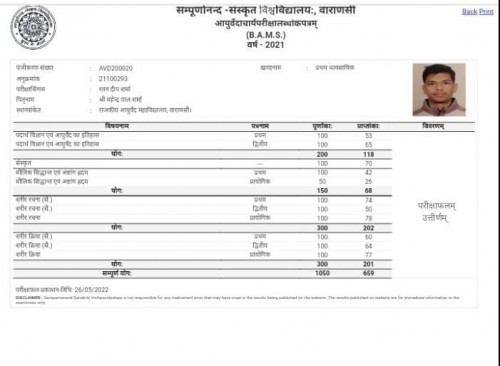 सम्पूर्णानन्द -संस्कृत विश्वविद्यालय:, वाराणसी
आयुर्वेदाचार्यपरीक्षालब्धांकपत्रम्
(B.A.M.S.)
वर्ष - 2021
Back Print
पंजीकरण संख्या : AVD200020 खण्डनाम : प्रथम व्यावसायिक
अनुक्रमांक : 21100293
परीक्षार्थिनाम : रतन दीप शर्मा
पितृनाम : श्री महेन्द्र पाल शर्मा
स्थानसंकेत : राजकीय आयुर्वेद महाविद्यालय, वाराणसी।
विषयनाम पत्रनाम पूर्णांका: प्राप्तांका: विवरणम्
पदार्थ विज्ञान एवं आयुर्वेद का इतिहास प्रथम 100 53
पदार्थ विज्ञान एवं आयुर्वेद का इतिहास द्वितीय 100 65
योग: 200 118
संस्कृत --- 100 70
मौलिक सिद्धान्त एवं अष्टांग हृदय प्रथम 100 42
मौलिक सिद्धान्त एवं अष्टांग हृदय प्रायोगिक 50 26
योग: 150 68
शरीर रचना (सै.) प्रथम 100 74
शरीर रचना (सै.) द्वितीय 100 50
शरीर रचना प्रायोगिक 100 78
योग: 300 202
शरीर क्रिया (सै.) प्रथम 100 60
शरीर क्रिया (सै.) द्वितीय 100 64
शरीर क्रिया प्रायोगिक 100 77
योग: 300 201
सम्पूर्ण योग: 1050 659
परीक्षाफलम्
उत्तीर्णम्
परीक्षाफल-प्रकाशन-तिथि: 26/05/2022
DISCLAIMER : Sampurnanand Sanskrit Vishwavidyalaya is not responsible for any inadvertent error that may have crept in the results being published on the website. The results published on website are for immediate information to the
examinees only.